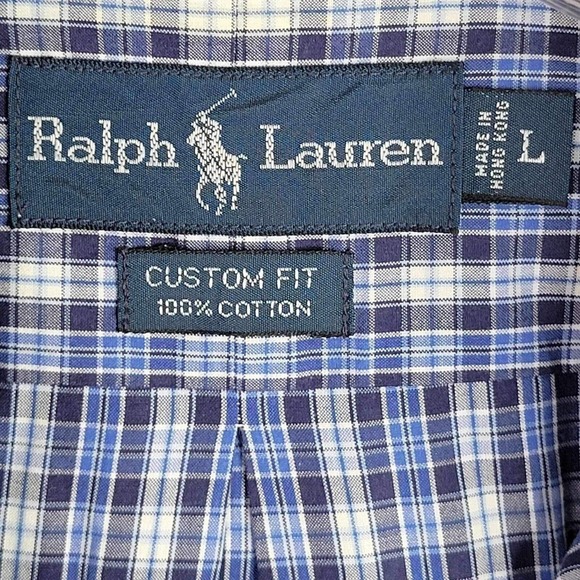 Ralph Lauren
MADE IN
HONG KONG
L
CUSTOM FIT
100% COTTON